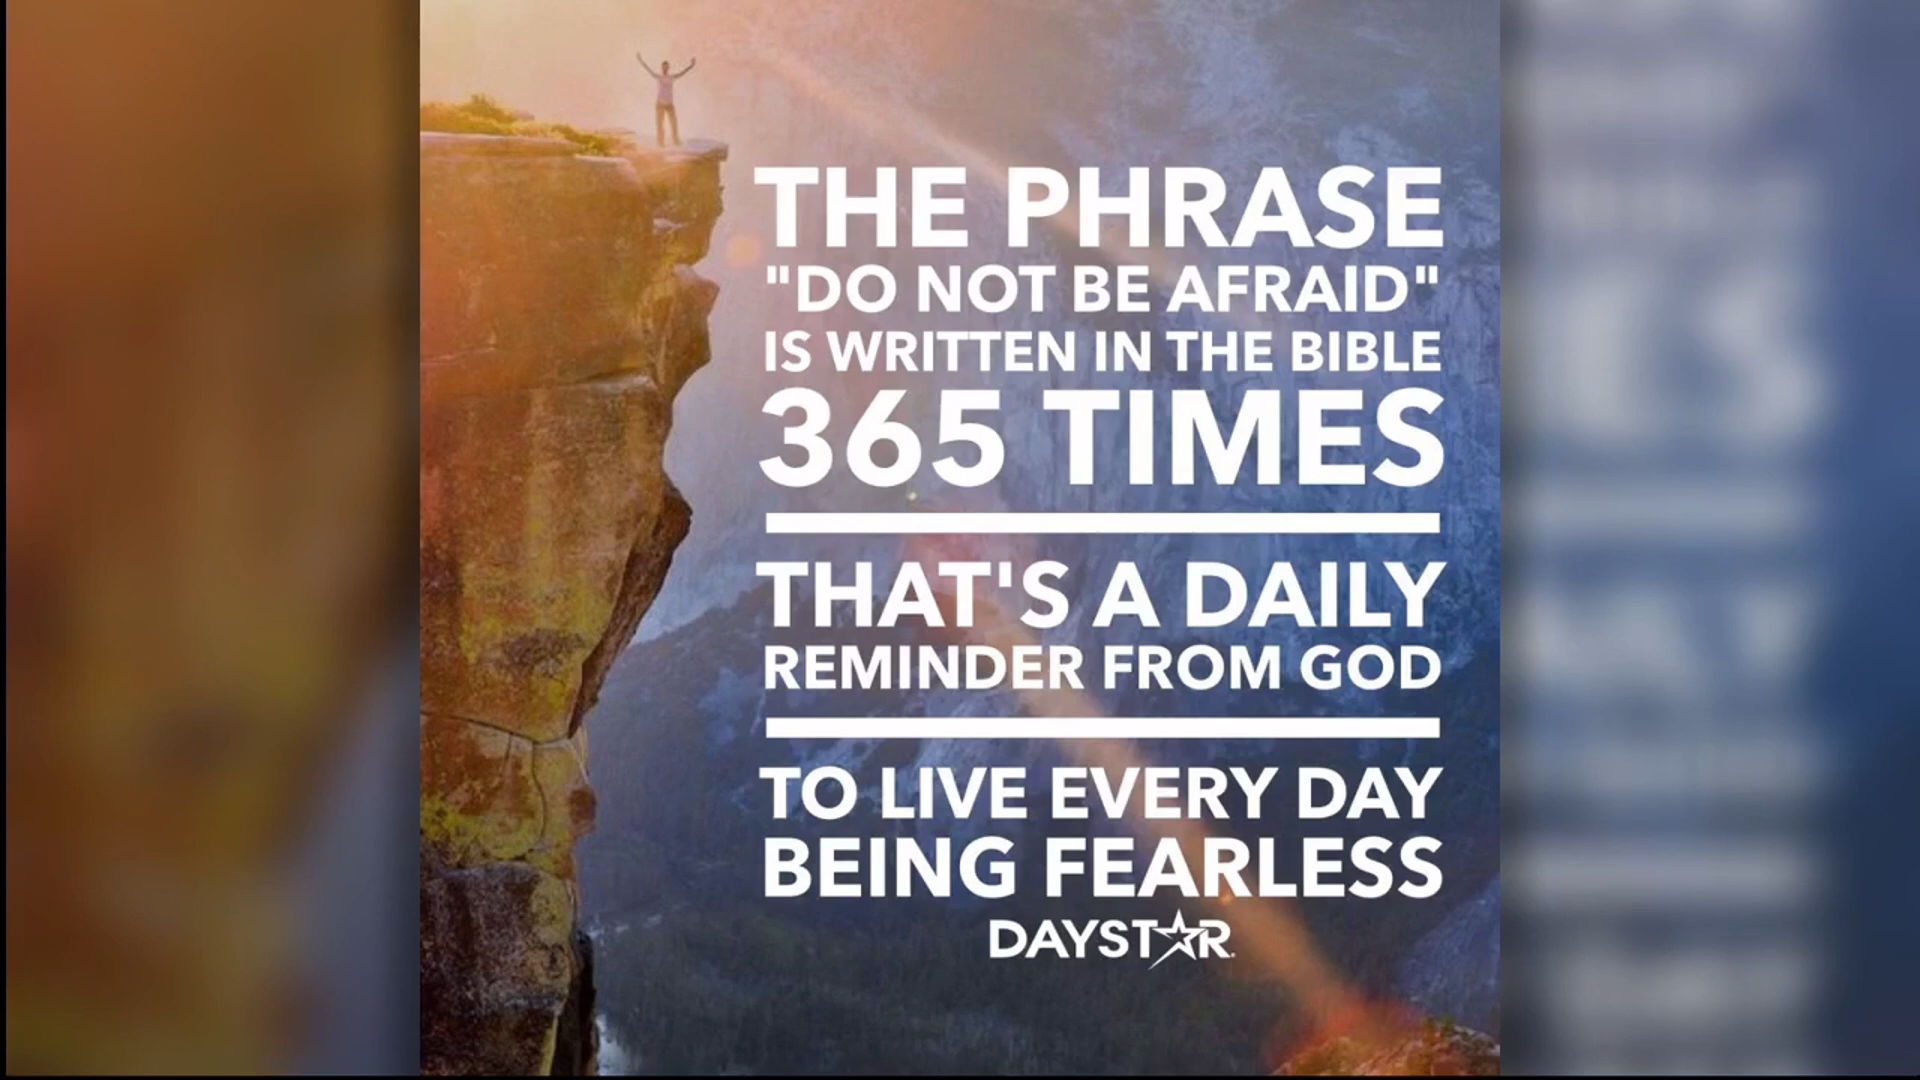 THE PHRASE
"DO NOT BE AFRAID"
IS WRITTEN IN THE BIBLE
365 TIMES
THAT'S A DAILY
REMINDER FROM GOD
TO LIVE EVERY DAY
BEING FEARLESS
DAYSTAR